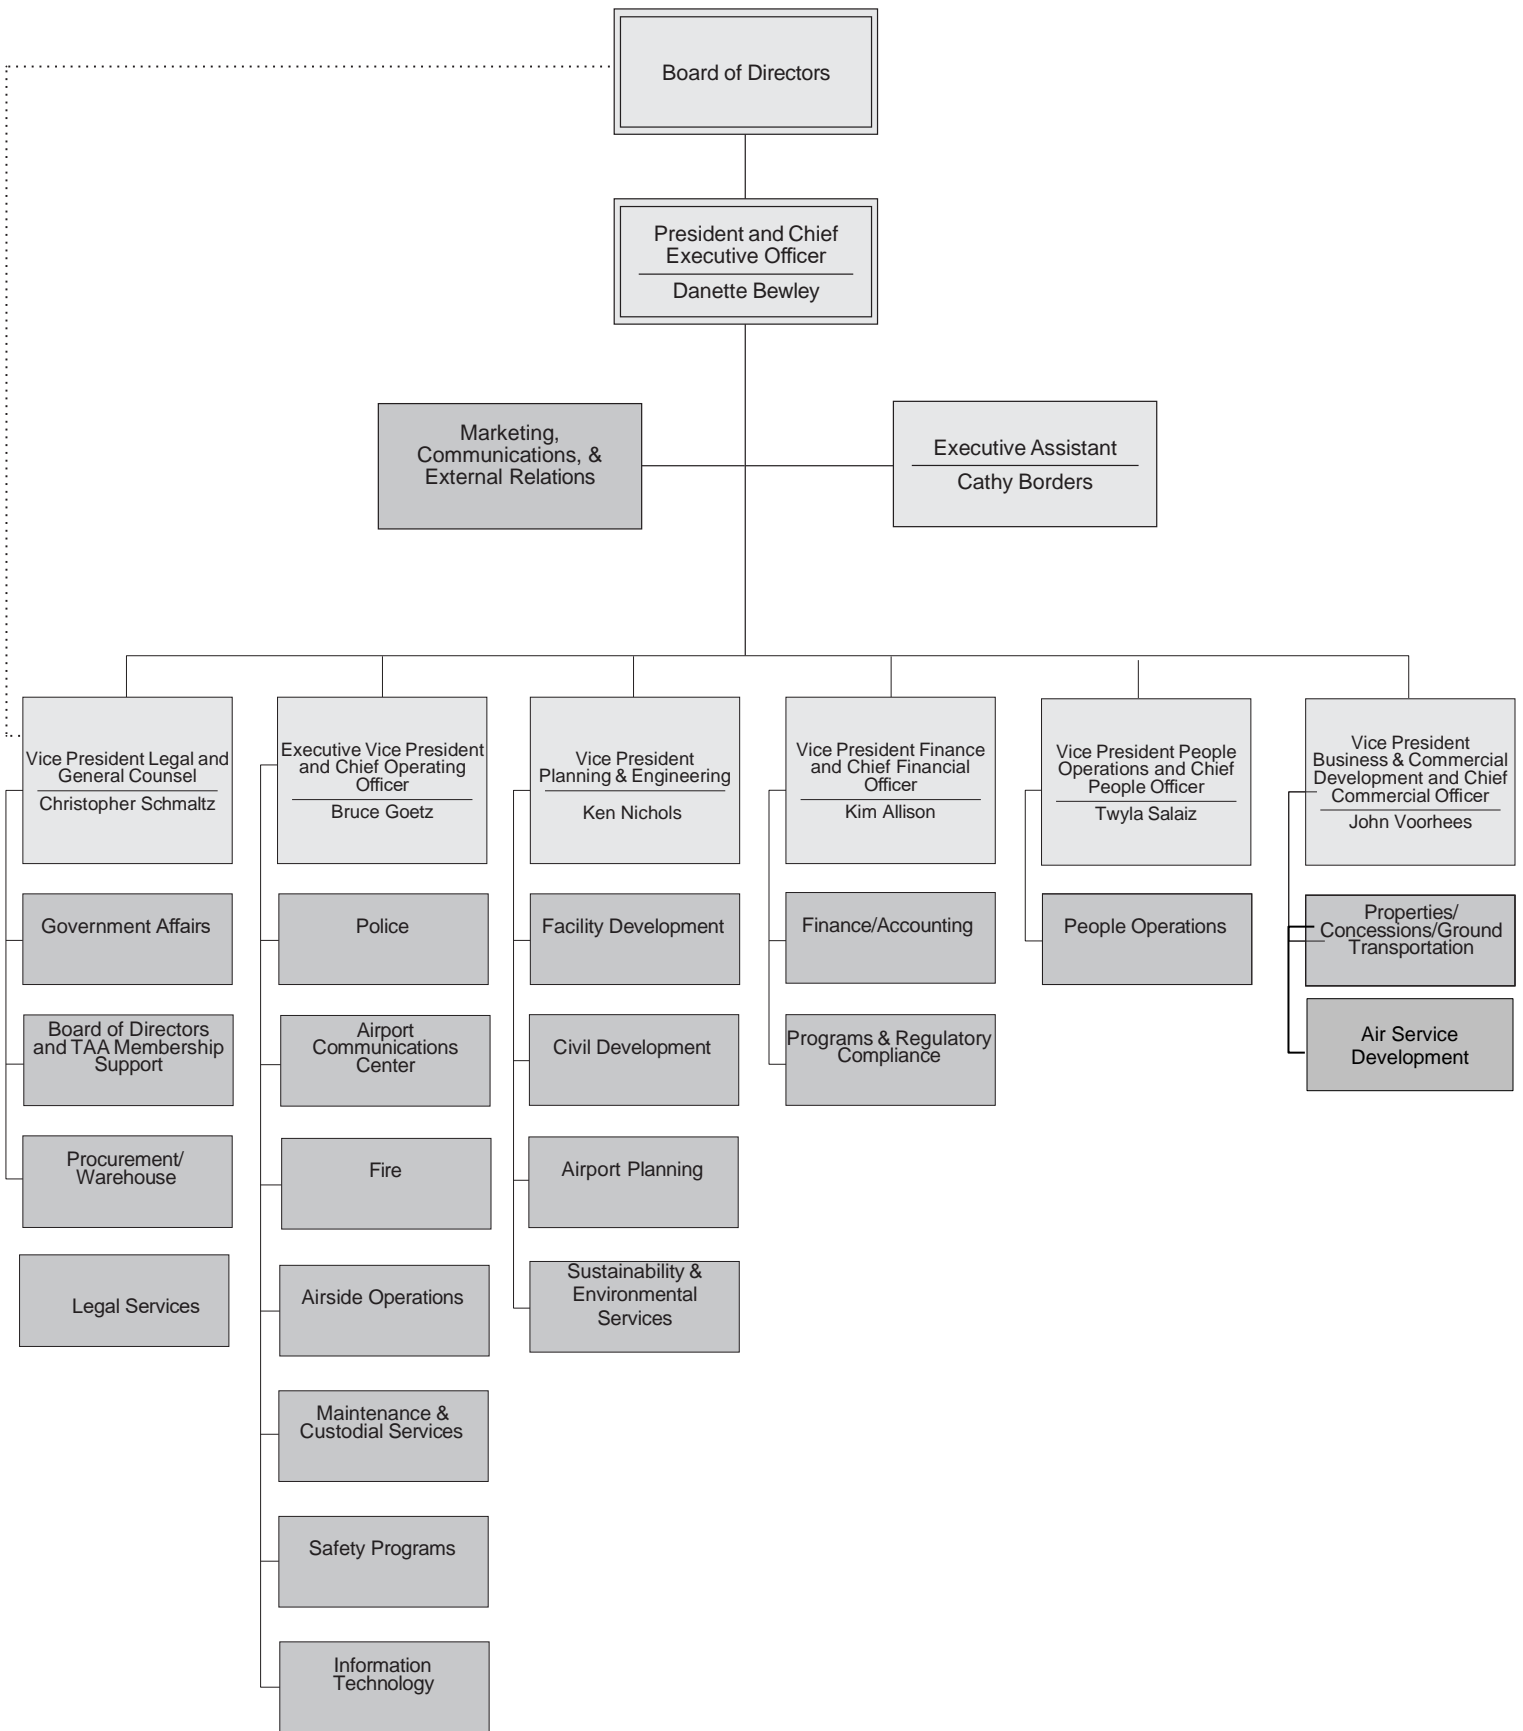 Board of Directors
President and Chief
Executive Officer
Danette Bewley
Marketing,
Communications, &
External Relations
Executive Assistant
Cathy Borders
Vice President Legal and
General Counsel
Christopher Schmaltz
Executive Vice President
and Chief Operating
Officer
Bruce Goetz
Vice President
Planning & Engineering
Ken Nichols
Vice President Finance
and Chief Financial
Officer
Kim Allison
Vice President People
Operations and Chief
People Officer
Twyla Salaiz
Vice President
Business & Commercial
Development and Chief
Commercial Officer
John Voorhees
Government Affairs
Police
Facility Development
Finance/Accounting
People Operations
Properties/
Concessions/Ground
Transportation
Board of Directors
and TAA Membership
Support
Airport
Communications
Center
Civil Development
Programs & Regulatory
Compliance
Air Service
Development
Procurement/
Warehouse
Fire
Airport Planning
Legal Services
Airside Operations
Sustainability &
Environmental
Services
Maintenance &
Custodial Services
Safety Programs
Information
Technology